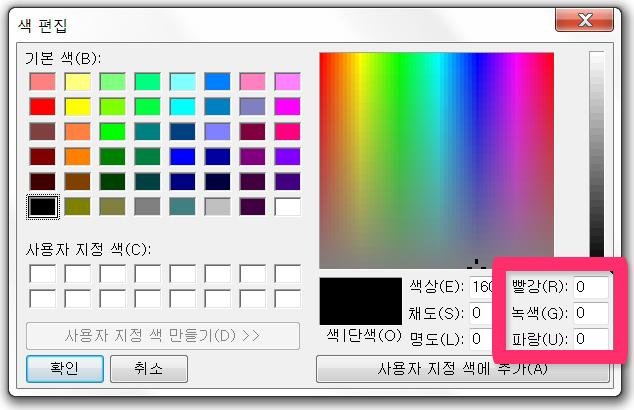 색 편집
기본 색(B):
사용자 지정 색(C):
사용자 지정 색 만들기(D) >>
확인 취소
색상(E): 160 빨강(R): 0
채도(S): 0 녹색(G): 0
색|단색(O) 명도(L): 0 파랑(U): 0
사용자 지정 색에 추가(A)